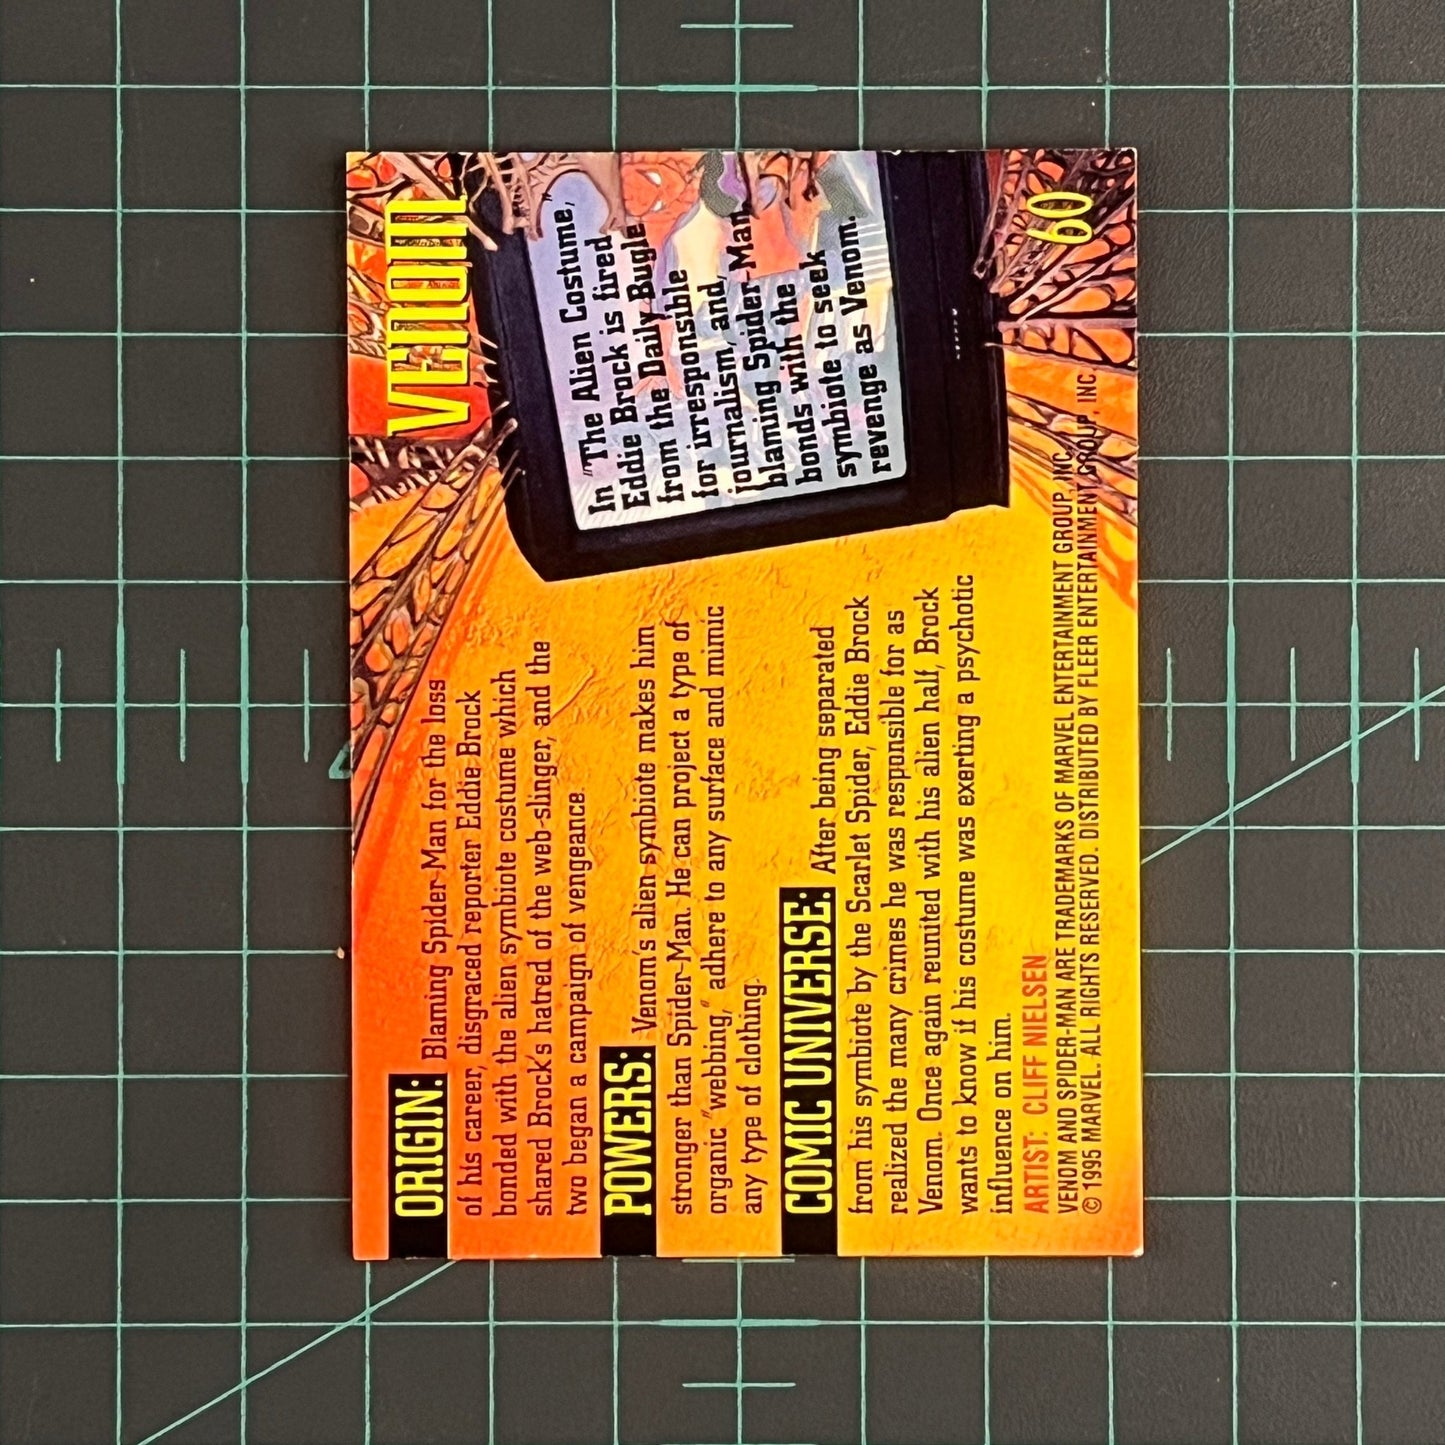 VENOM
ORIGIN: Blaming Spider-Man for the loss
of his career, disgraced reporter Eddie Brock
bonded with the alien symbiote costume which
shared Brock's hatred of the web-slinger, and the
two began a campaign of vengeance.
POWERS: Venom's alien symbiote makes him
stronger than Spider-Man. He can project a type of
organic "webbing," adhere to any surface and mimic
any type of clothing.
COMIC UNIVERSE: After being separated
from his symbiote by the Scarlet Spider, Eddie Brock
realized the many crimes he was responsible for as
Venom. Once again reunited with his alien half, Brock
wants to know if his costume was exerting a psychotic
influence on him.
In "The Alien Costume,"
Eddie Brock is fired
from the Daily Bugle
for irresponsible
journalism, and,
blaming Spider-Man,
bonds with the
symbiote to seek
revenge as Venom.
ARTIST: CLIFF NIELSEN
VENOM AND SPIDER-MAN ARE TRADEMARKS OF MARVEL ENTERTAINMENT GROUP, INC.
© 1995 MARVEL. ALL RIGHTS RESERVED. DISTRIBUTED BY FLEER ENTERTAINMENT GROUP, INC
60